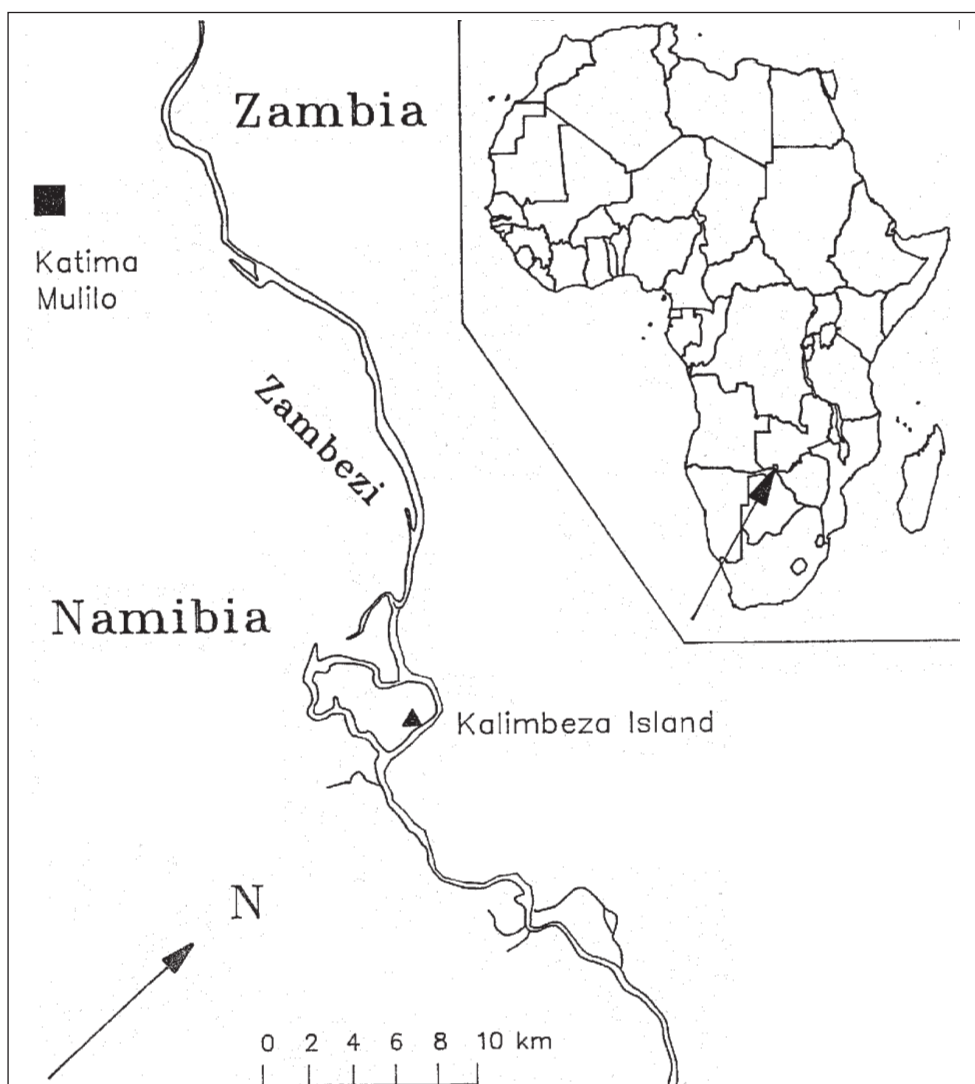 Zambia
Katima
Mulilo
Zambezi
Namibia
Kalimbeza Island
N
0 2 4 6 8 10 km